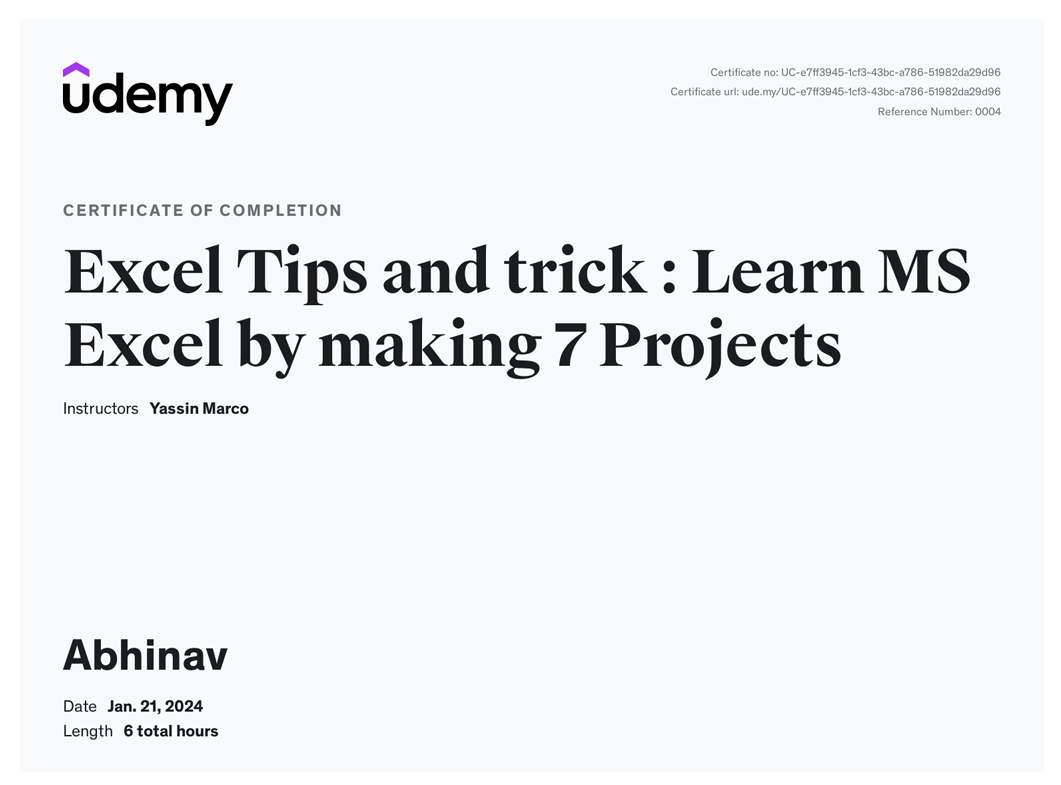 udemy
Certificate no: UC-e7ff3945-1cf3-43bc-a786-51982da29d96
Certificate url: ude.my/UC-e7ff3945-1cf3-43bc-a786-51982da29d96
Reference Number: 0004
CERTIFICATE OF COMPLETION
Excel Tips and trick : Learn MS
Excel by making 7 Projects
Instructors Yassin Marco
Abhinav
Date Jan. 21, 2024
Length 6 total hours